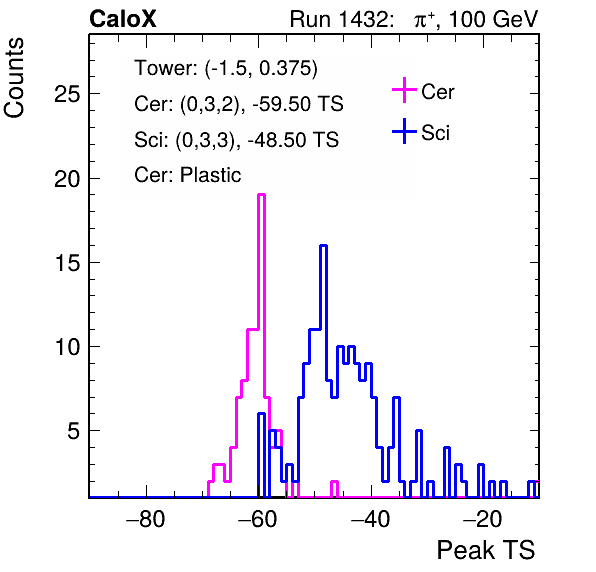 CaloX Run 1432: π⁺, 100 GeV
Counts
Tower: (-1.5, 0.375)
Cer: (0,3,2), -59.50 TS
Sci: (0,3,3), -48.50 TS
Cer: Plastic
Cer
Sci
25
20
15
10
5
−80 −60 −40 −20
Peak TS